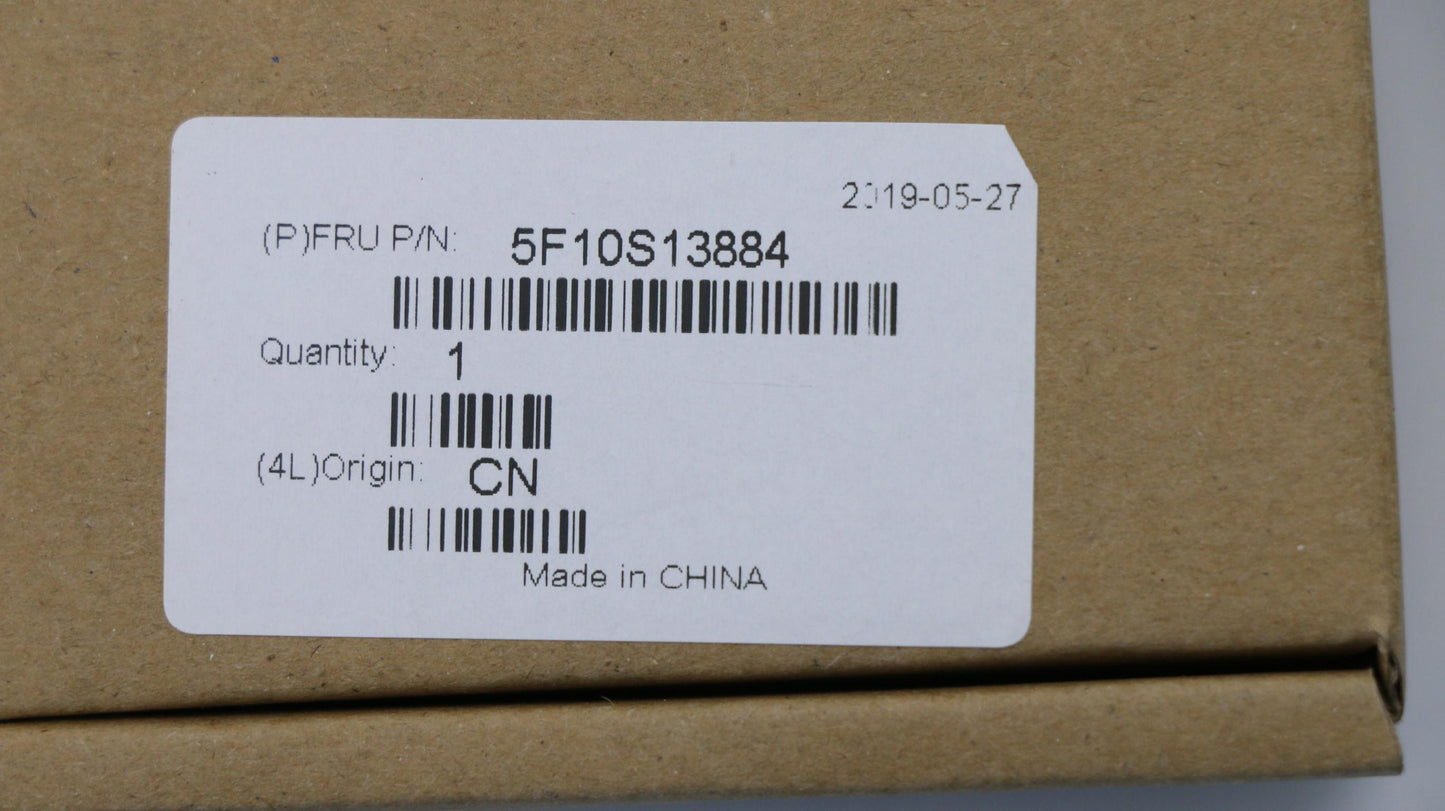 2019-05-27
(P)FRU P/N: 5F10S13884
Quantity: 1
(4L)Origin: CN
Made in CHINA